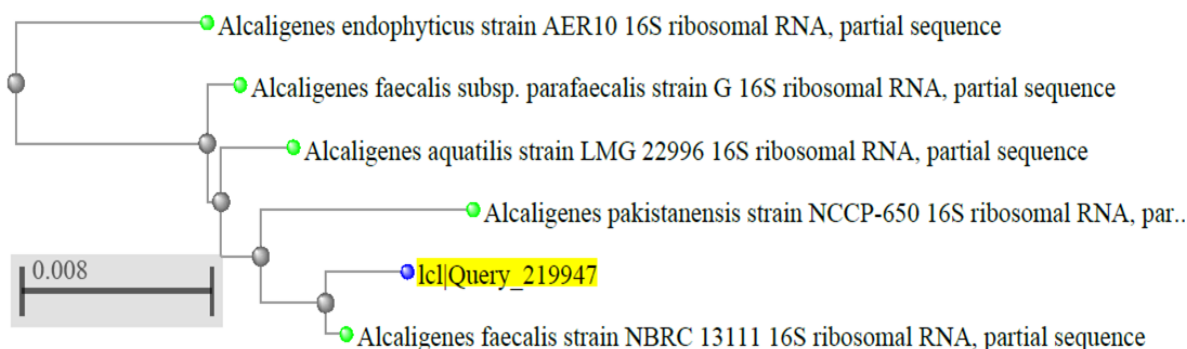 Alcaligenes endophyticus strain AER10 16S ribosomal RNA, partial sequence
Alcaligenes faecalis subsp. parafaecalis strain G 16S ribosomal RNA, partial sequence
Alcaligenes aquatilis strain LMG 22996 16S ribosomal RNA, partial sequence
Alcaligenes pakistanensis strain NCCP-650 16S ribosomal RNA, par..
0.008
lcl|Query_219947
Alcaligenes faecalis strain NBRC 13111 16S ribosomal RNA, partial sequence